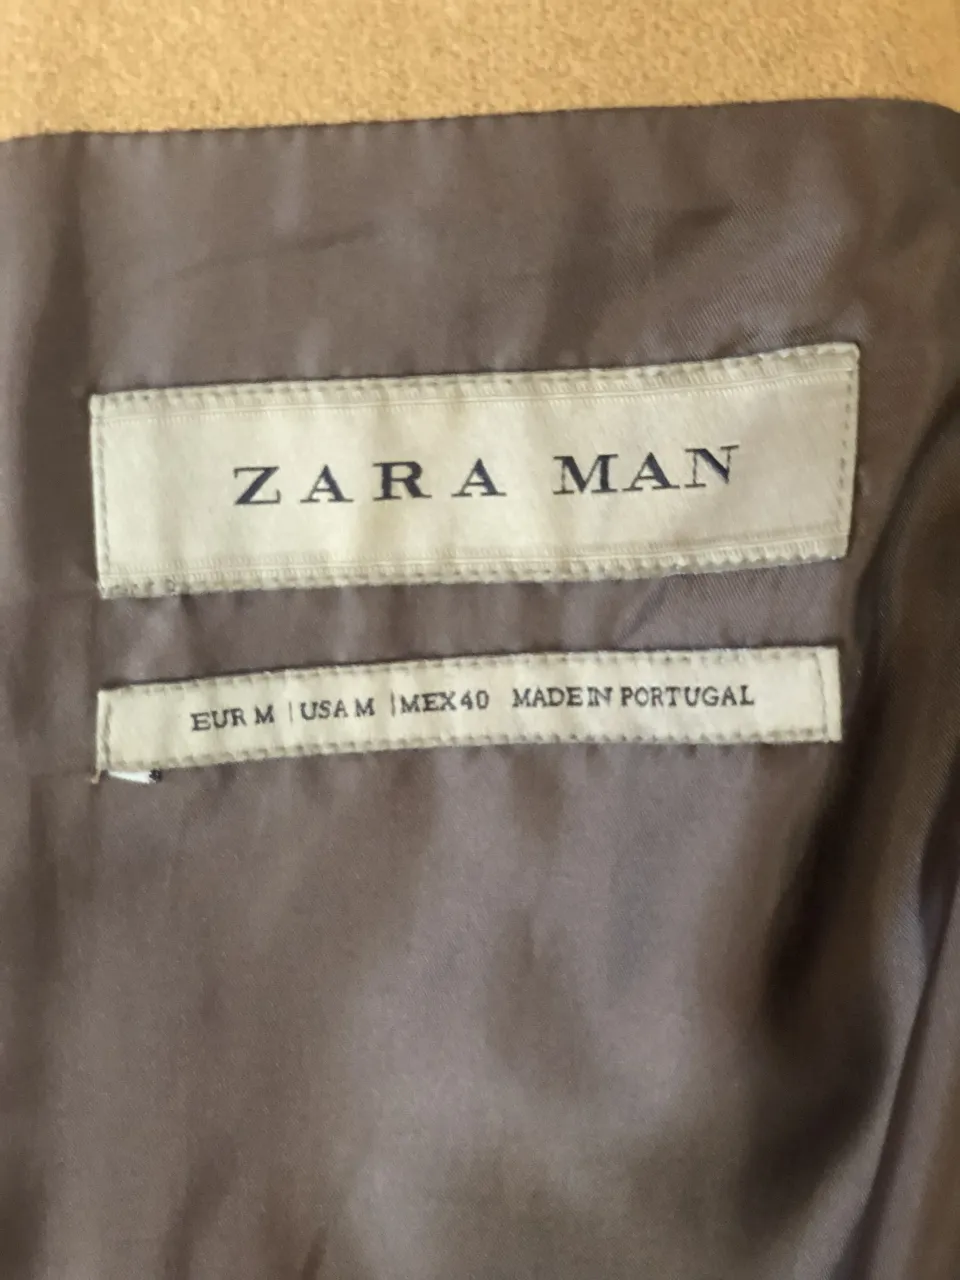 ZARA MAN
EUR M | USA M | MEX 40 MADE IN PORTUGAL